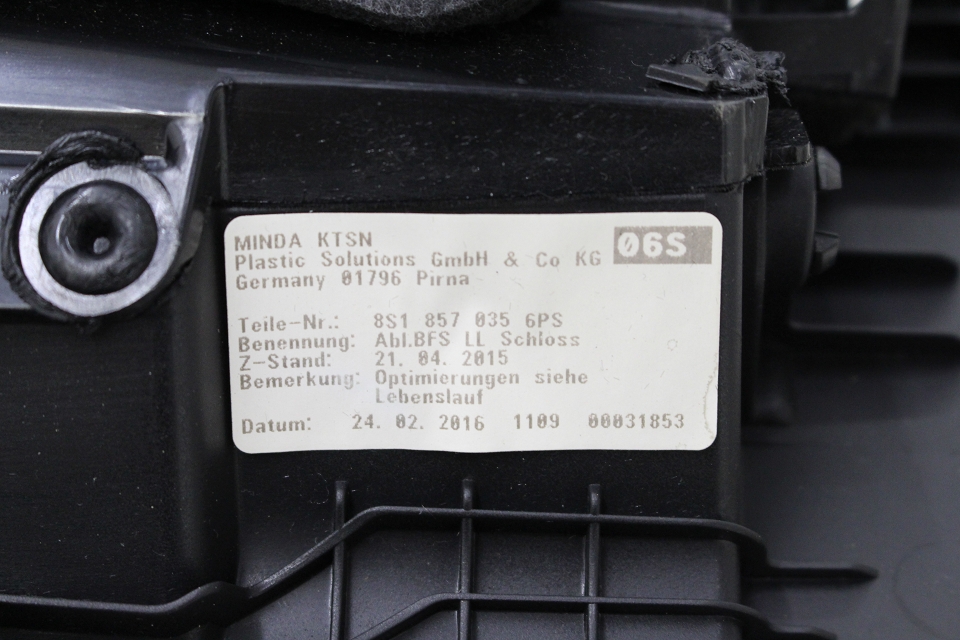 MINDA KTSN
Plastic Solutions GmbH & Co KG 06S
Germany 01796 Pirna
Teile-Nr.: 8S1 857 035 6PS
Benennung: Abl.BFS LL Schloss
Z-Stand: 21. 04. 2015
Bemerkung: Optimierungen siehe
Lebenslauf
Datum: 24. 02. 2016 1109 00031853